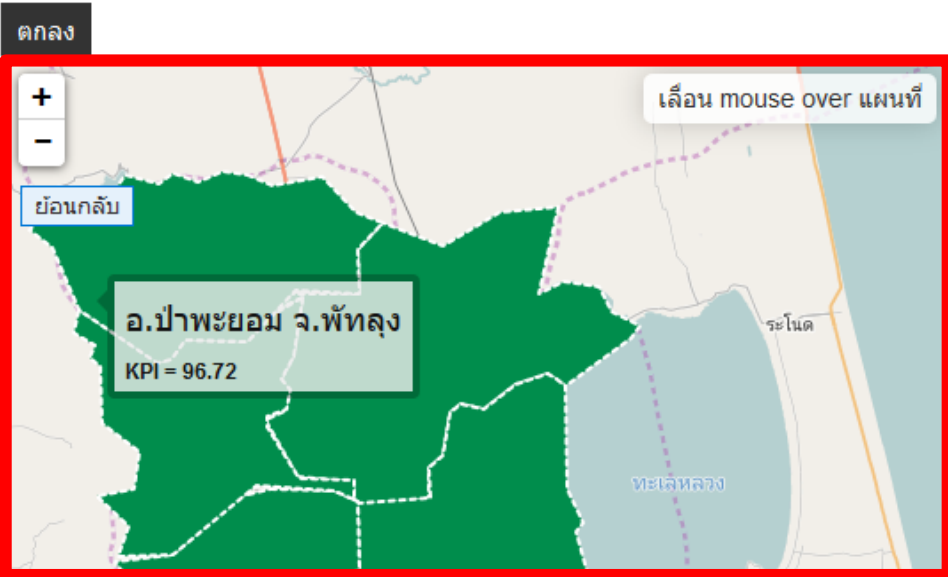 ตกลง
+
เลื่อน mouse over แผนที่
−
ย้อนกลับ
อ.ป่าพะยอม จ.พัทลุง
ระโนด
KPI = 96.72
ทะเลหลวง